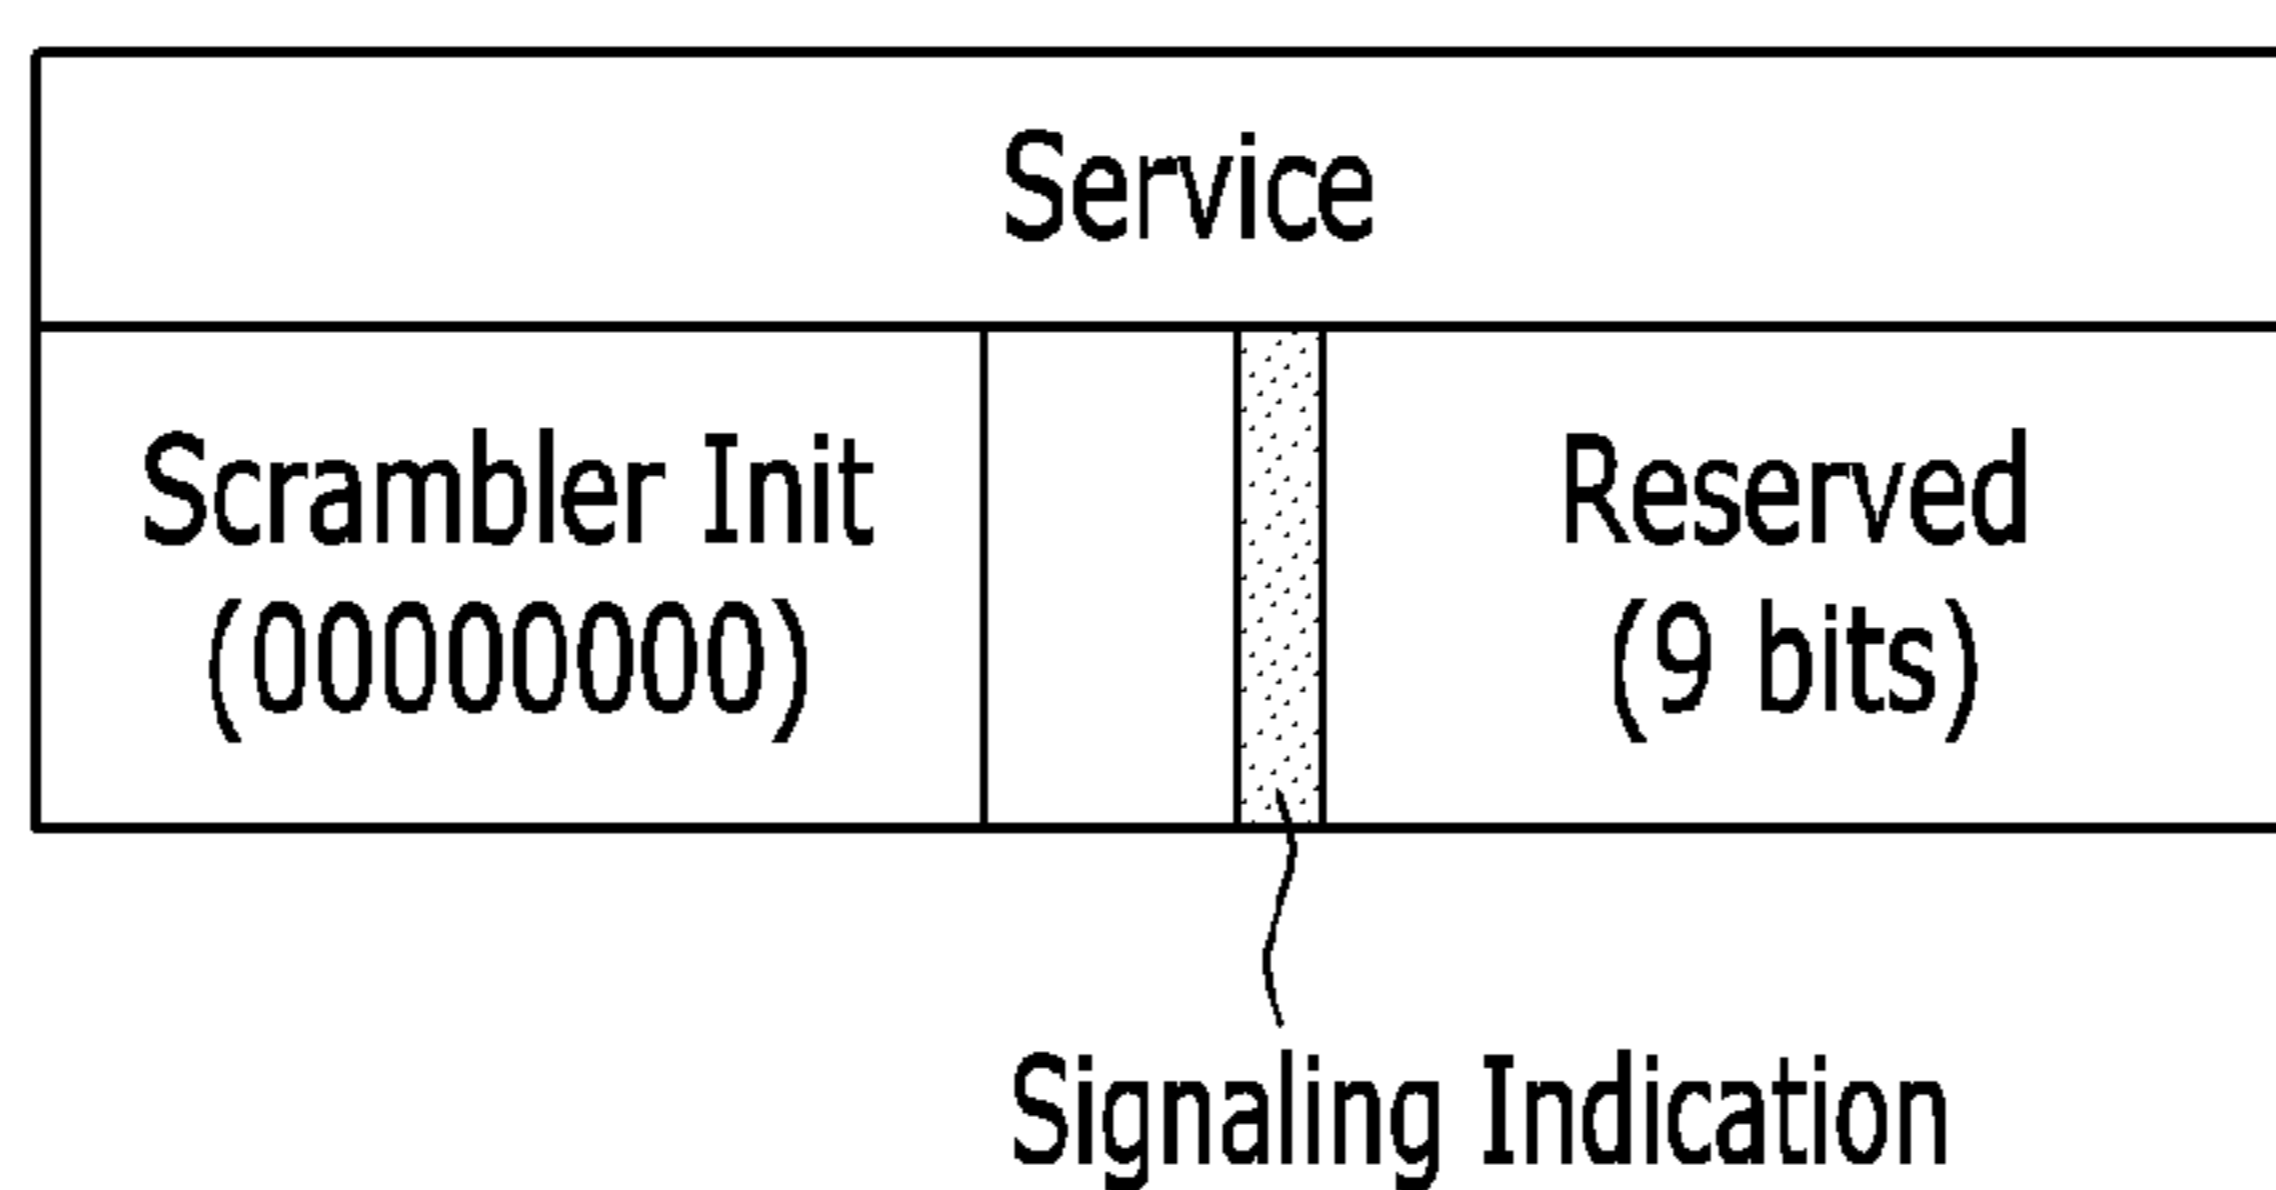 Service
Scrambler Init
(00000000)
Reserved
(9 bits)
Signaling Indication